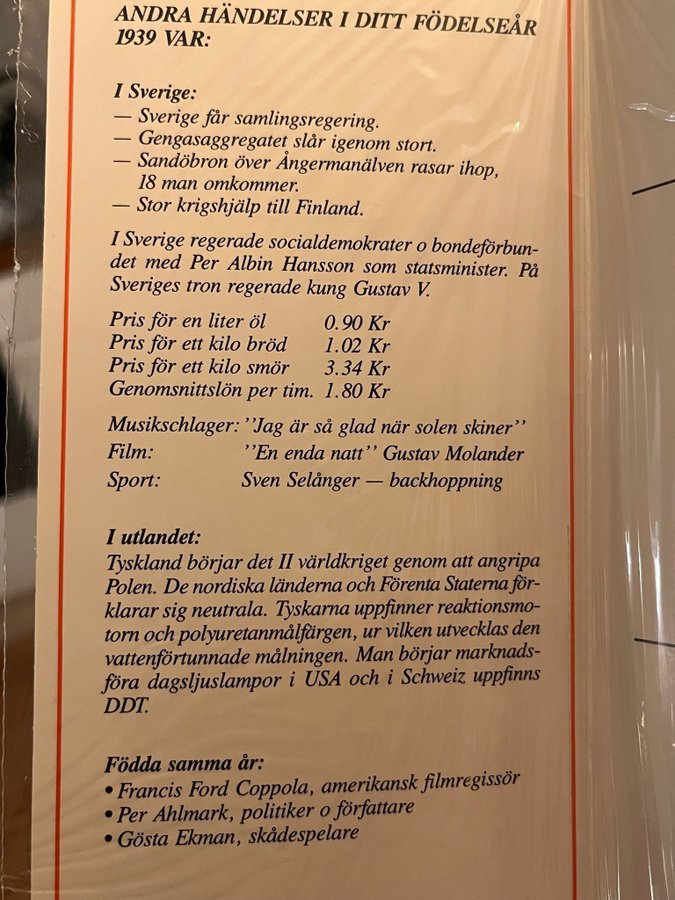 ANDRA HÄNDELSER I DITT FÖDELSEÅR
1939 VAR:
I Sverige:
— Sverige får samlingsregering.
— Gengasaggregatet slår igenom stort.
— Sandöbron över Ångermanälven rasar ihop,
18 man omkommer.
— Stor krigshjälp till Finland.
I Sverige regerade socialdemokrater o bondeförbun-
det med Per Albin Hansson som statsminister. På
Sveriges tron regerade kung Gustav V.
Pris för en liter öl 0.90 Kr
Pris för ett kilo bröd 1.02 Kr
Pris för ett kilo smör 3.34 Kr
Genomsnittslön per tim. 1.80 Kr
Musikschlager: ''Jag är så glad när solen skiner''
Film: ''En enda natt'' Gustav Molander
Sport: Sven Selånger — backhoppning
I utlandet:
Tyskland börjar det II världkriget genom att angripa
Polen. De nordiska länderna och Förenta Staterna för-
klarar sig neutrala. Tyskarna uppfinner reaktionsmo-
torn och polyuretanmålfärgen, ur vilken utvecklas den
vattenförtunnade målningen. Man börjar marknads-
föra dagsljuslampor i USA och i Schweiz uppfinns
DDT.
Födda samma år:
• Francis Ford Coppola, amerikansk filmregissör
• Per Ahlmark, politiker o författare
• Gösta Ekman, skådespelare